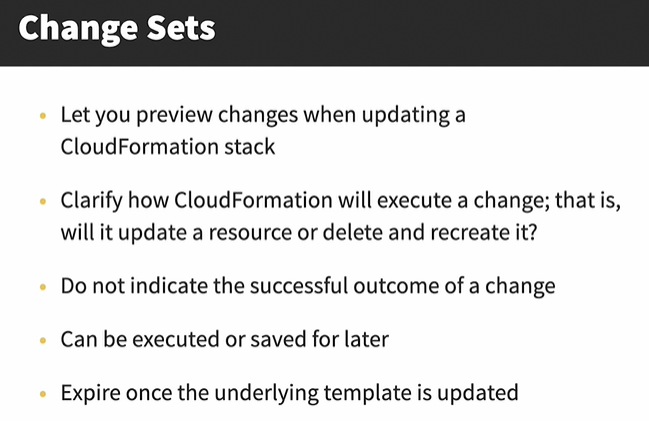 Change Sets
• Let you preview changes when updating a
CloudFormation stack
• Clarify how CloudFormation will execute a change; that is,
will it update a resource or delete and recreate it?
• Do not indicate the successful outcome of a change
• Can be executed or saved for later
• Expire once the underlying template is updated